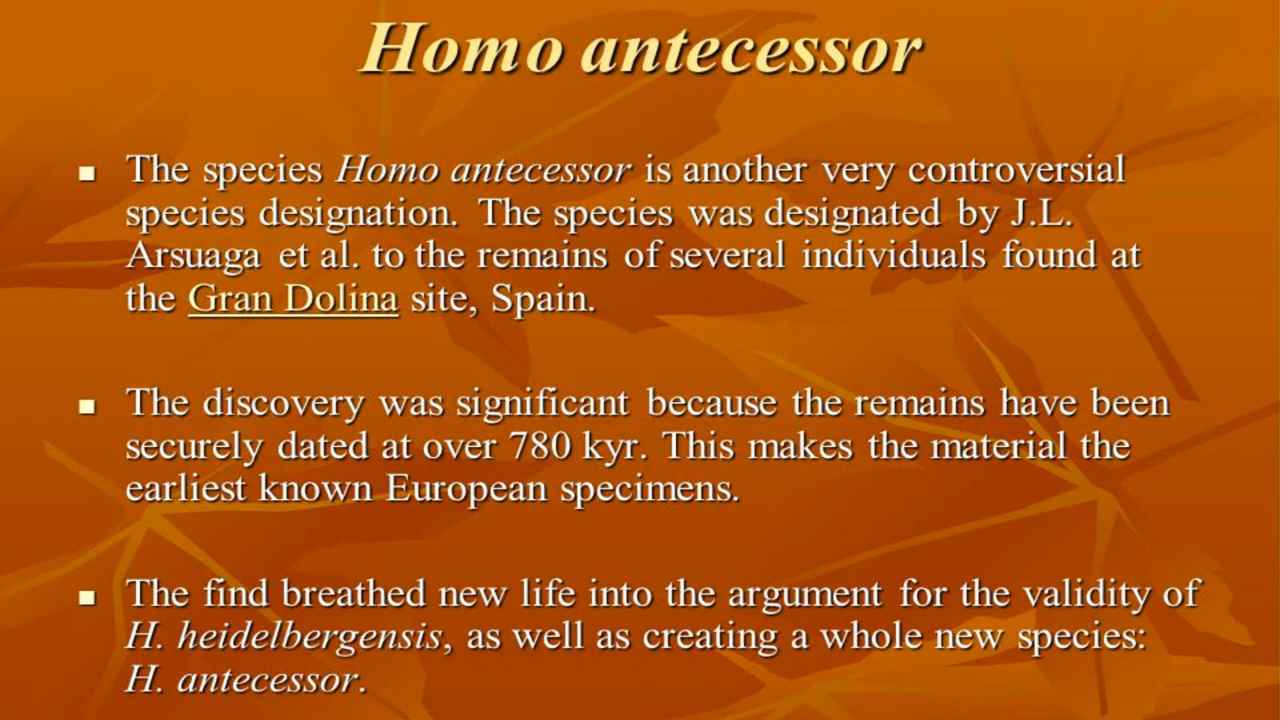 Homo antecessor
The species Homo antecessor is another very controversial
species designation. The species was designated by J.L.
Arsuaga et al. to the remains of several individuals found at
the Gran Dolina site, Spain.
The discovery was significant because the remains have been
securely dated at over 780 kyr. This makes the material the
earliest known European specimens.
The find breathed new life into the argument for the validity of
H. heidelbergensis, as well as creating a whole new species:
H. antecessor.